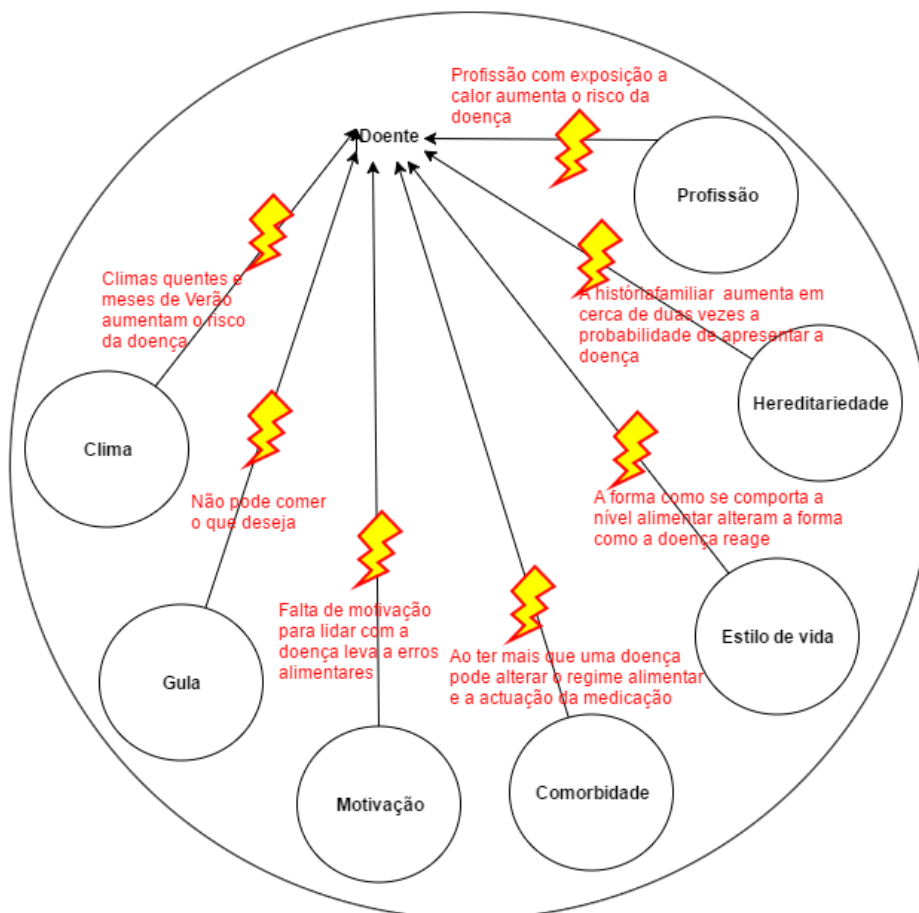 Profissão com exposição a
calor aumenta o risco da
doença
Doente
Profissão
Climas quentes e
meses de Verão
aumentam o risco
da doença
A históriafamiliar aumenta em
cerca de duas vezes a
probabilidade de apresentar a
doença
Hereditariedade
Clima
Não pode comer
o que deseja
A forma como se comporta a
nível alimentar alteram a forma
como a doença reage
Falta de motivação
para lidar com a
doença leva a erros
alimentares
Estilo de vida
Ao ter mais que uma doença
pode alterar o regime alimentar
e a actuação da medicação
Gula
Motivação
Comorbidade